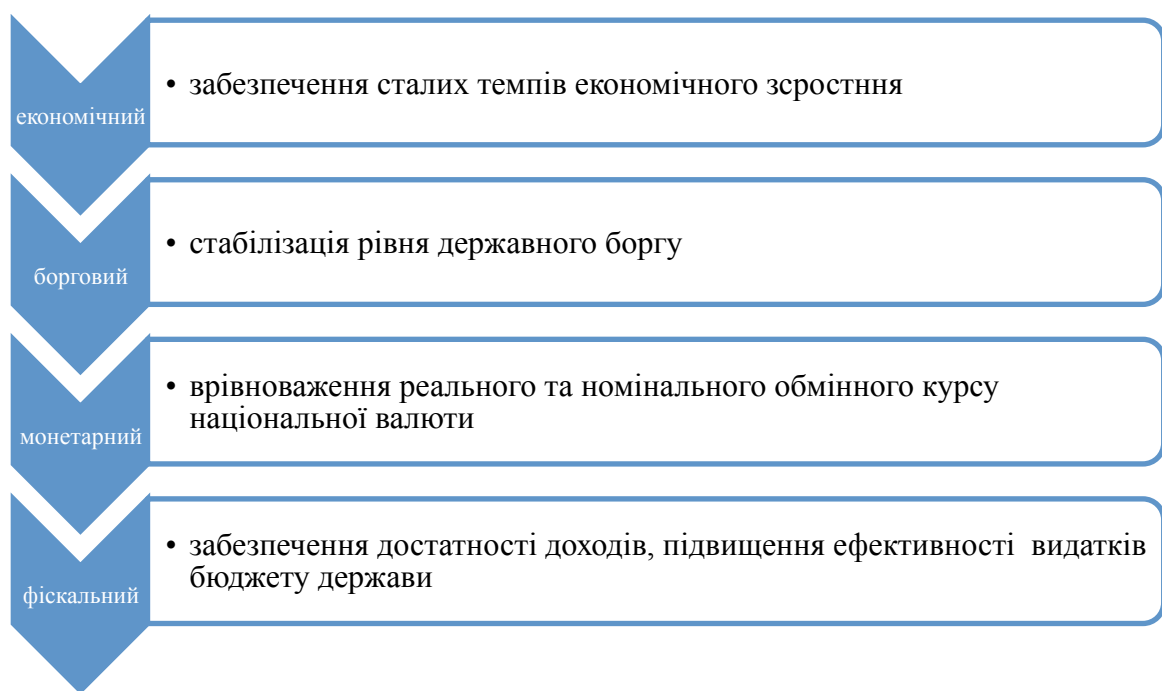 економічний
• забезпечення сталих темпів економічного зсростння
борговий
• стабілізація рівня державного боргу
монетарний
• врівноваження реального та номінального обмінного курсу
національної валюти
фіскальний
• забезпечення достатності доходів, підвищення ефективності видатків
бюджету держави